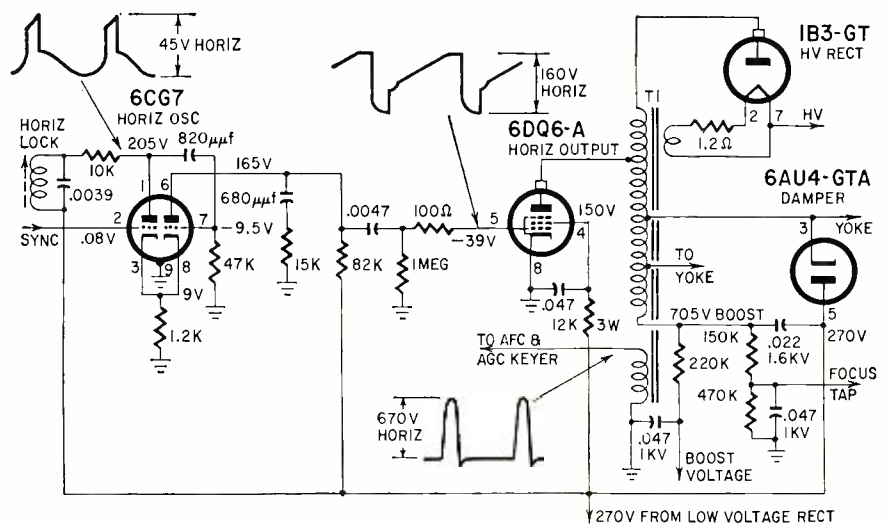 45V HORIZ
6CG7
HORIZ OSC
HORIZ
LOCK
205V
820µµf
10K
.0039
1
6
165V
680µµf
SYNC
2
.08V
7
-9.5V
3
9
8
9V
47K
15K
1.2K
82K
160V
HORIZ
6DQ6-A
HORIZ OUTPUT
.0047
100Ω
5
-39V
1MEG
150V
4
8
.047
12K
3W
TO AFC &
AGC KEYER
670V
HORIZ
T1
1B3-GT
HV RECT
2
7
HV
1.2Ω
6AU4-GTA
DAMPER
3
YOKE
TO
YOKE
5
705V BOOST
270V
150K
.022
1.6KV
220K
470K
FOCUS
TAP
.047
1KV
.047
1KV
BOOST
VOLTAGE
270V FROM LOW VOLTAGE RECT